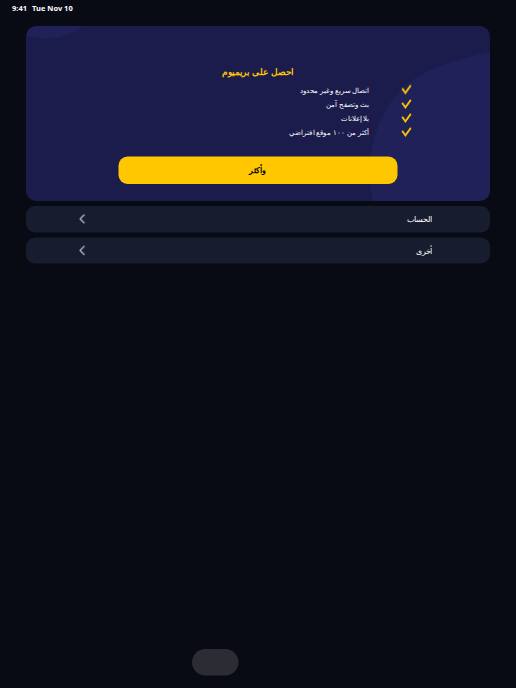 9:41 Tue Nov 10
احصل على بريميوم
اتصال سريع وغير محدود
بث وتصفح آمن
بلا إعلانات
أكثر من ١٠٠ موقع افتراضي
وأكثر
الحساب
أخرى